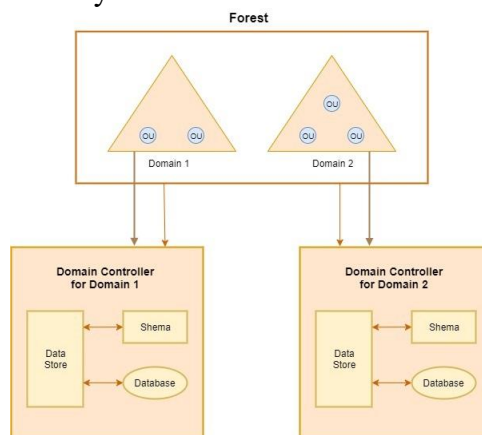 Forest
OU
OU
OU
OU
OU
Domain 1
Domain 2
Domain Controller
for Domain 1
Domain Controller
for Domain 2
Data
Store
Shema
Database
Data
Store
Shema
Database